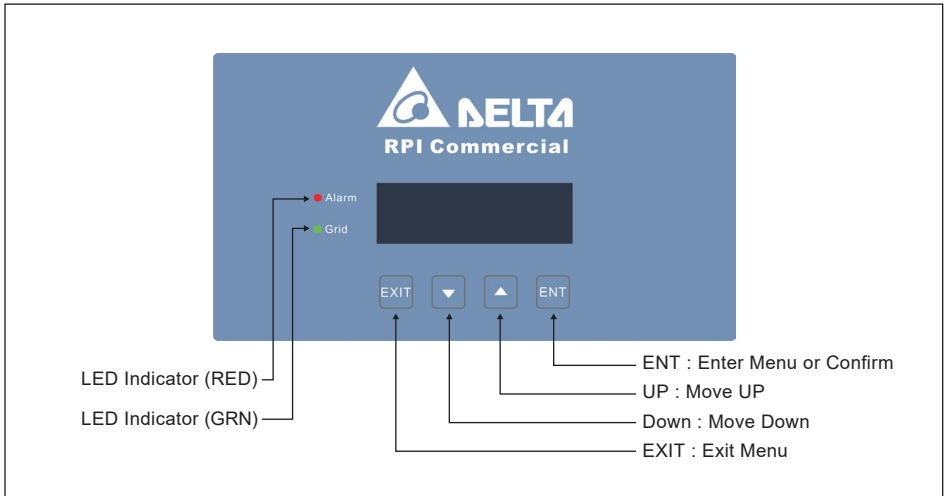 DELTA
RPI Commercial
Alarm
Grid
EXIT
ENT
LED Indicator (RED)
LED Indicator (GRN)
ENT : Enter Menu or Confirm
UP : Move UP
Down : Move Down
EXIT : Exit Menu